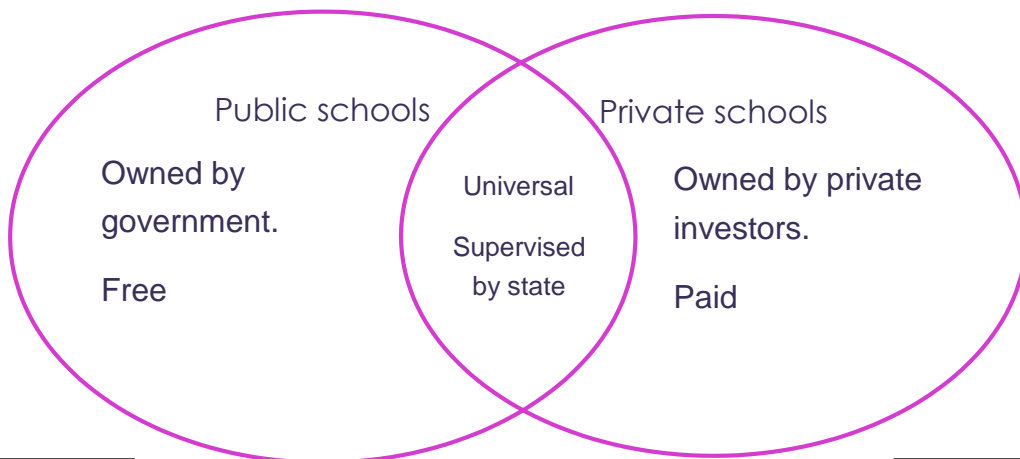 Public schools
Owned by
government.
Free
Universal
Supervised
by state
Private schools
Owned by private
investors.
Paid